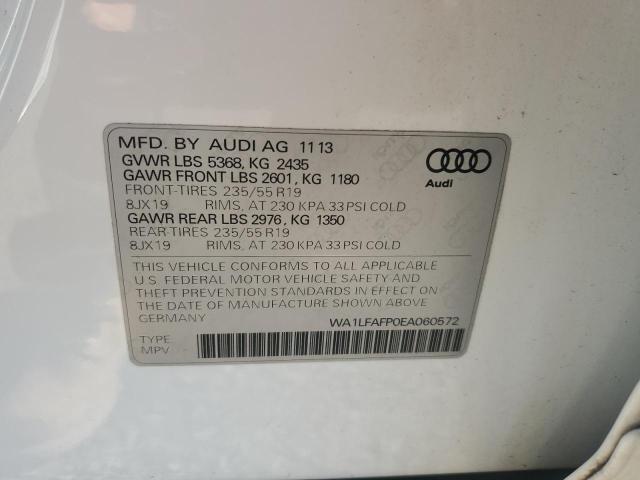 MFD. BY AUDI AG 11 13
GVWR LBS 5368, KG 2435
GAWR FRONT LBS 2601, KG 1180
FRONT-TIRES 235/55 R19
8JX19 RIMS, AT 230 KPA 33 PSI COLD
GAWR REAR LBS 2976, KG 1350
REAR-TIRES 235/55 R19
8JX19 RIMS, AT 230 KPA 33 PSI COLD
Audi
THIS VEHICLE CONFORMS TO ALL APPLICABLE
U.S. FEDERAL MOTOR VEHICLE SAFETY AND
THEFT PREVENTION STANDARDS IN EFFECT ON
THE DATE OF MANUFACTURE SHOWN ABOVE
GERMANY WA1LFAFP0EA060572
TYPE
MPV